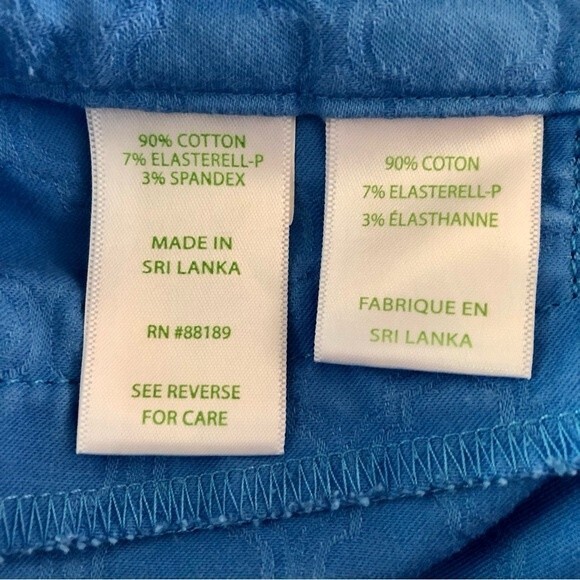 90% COTTON
7% ELASTERELL-P
3% SPANDEX
MADE IN
SRI LANKA
RN #88189
SEE REVERSE
FOR CARE
90% COTON
7% ELASTERELL-P
3% ÉLASTHANNE
FABRIQUE EN
SRI LANKA